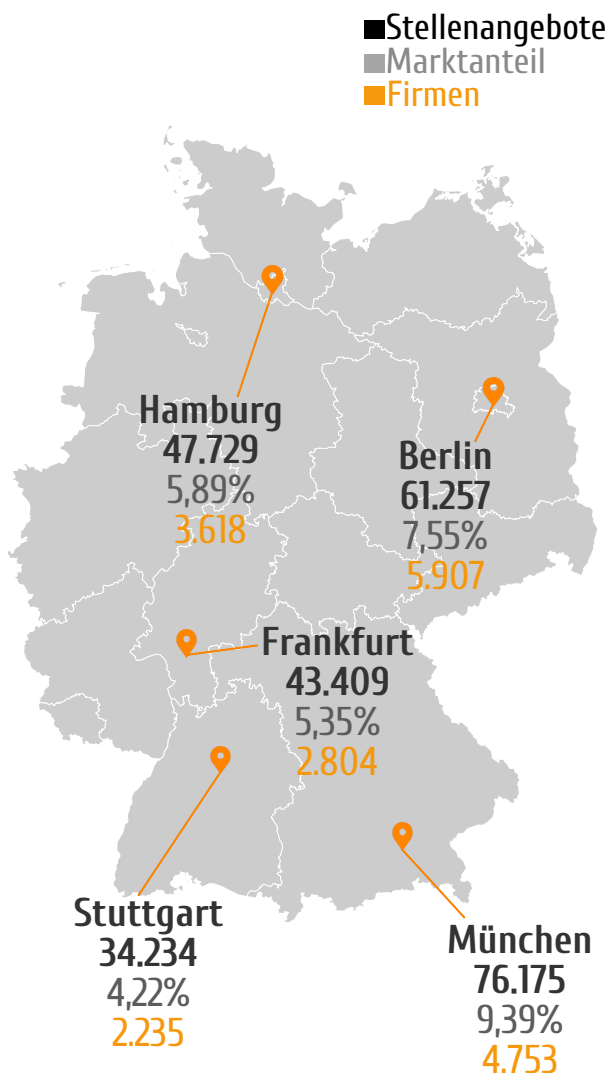 Stellenangebote
Marktanteil
Firmen
Hamburg
47.729
5,89%
3.618
Berlin
61.257
7,55%
5.907
Frankfurt
43.409
5,35%
2.804
Stuttgart
34.234
4,22%
2.235
München
76.175
9,39%
4.753